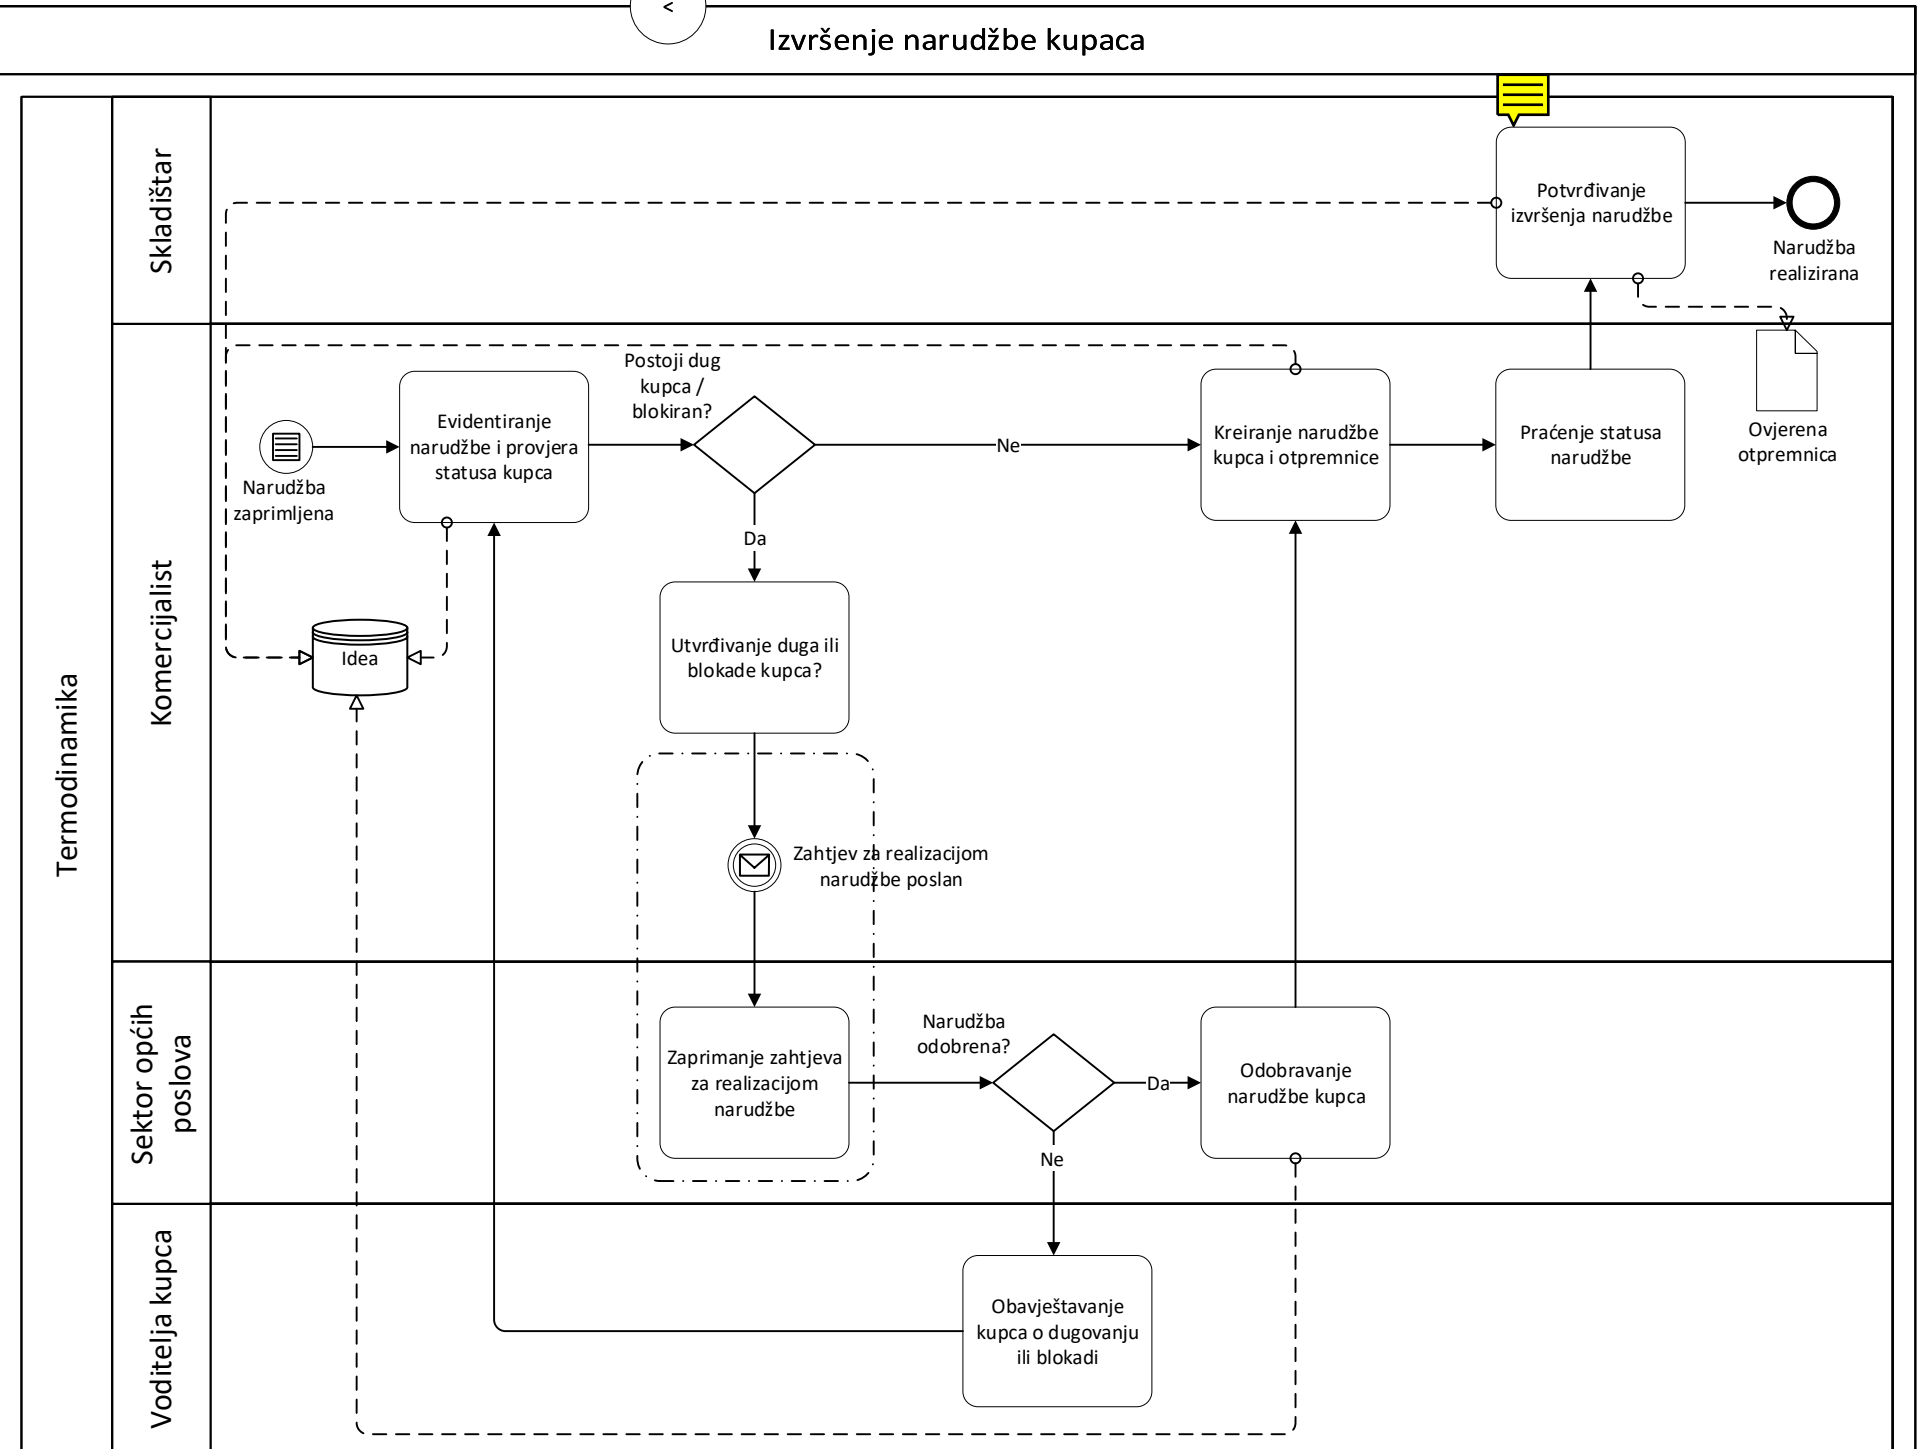 <
Izvršenje narudžbe kupaca
Termodinamika
Skladištar
Potvrđivanje
izvršenja narudžbe
Narudžba
realizirana
Komercijalist
Narudžba
zaprimljena
Evidentiranje
narudžbe i provjera
statusa kupca
Postoji dug
kupca /
blokiran?
Ne
Kreiranje narudžbe
kupca i otpremnice
Praćenje statusa
narudžbe
Ovjerena
otpremnica
Da
Idea
Utvrđivanje duga ili
blokade kupca?
Zahtjev za realizacijom
narudžbe poslan
Sektor općih
poslova
Zaprimanje zahtjeva
za realizacijom
narudžbe
Narudžba
odobrena?
Da
Odobravanje
narudžbe kupca
Ne
Voditelja kupca
Obavještavanje
kupca o dugovanju
ili blokadi